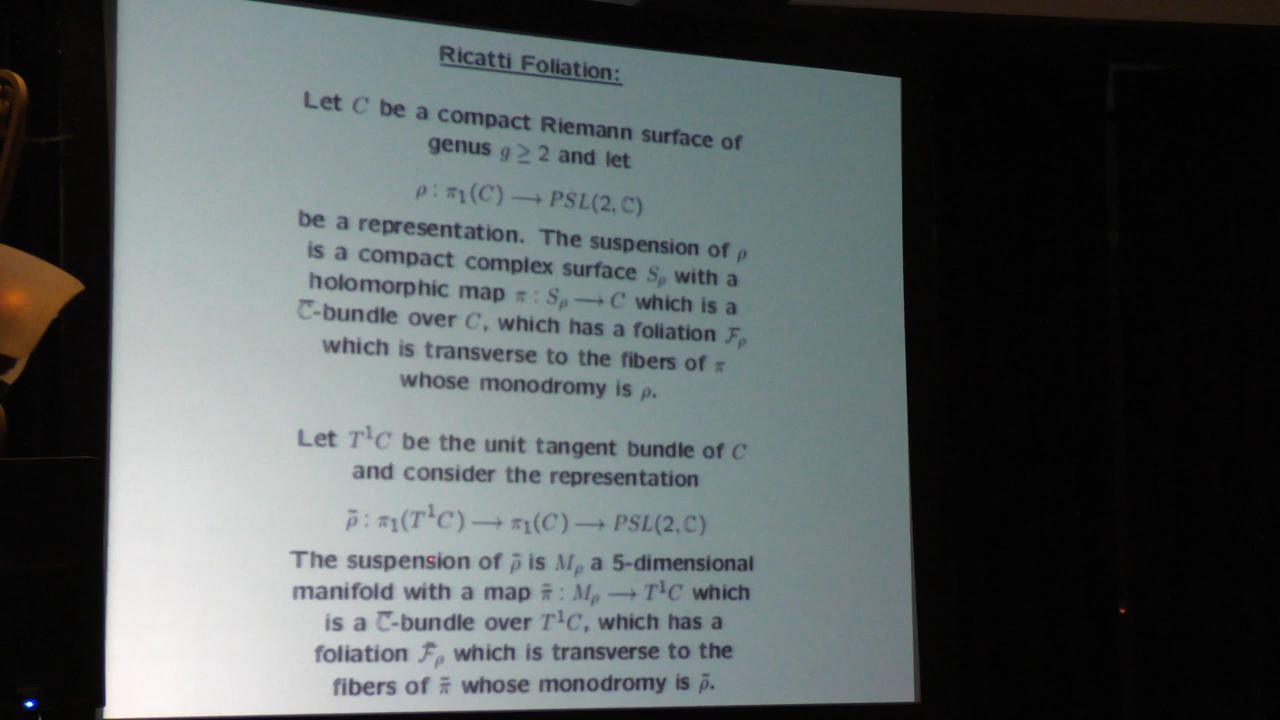 Ricatti Foliation:
Let C be a compact Riemann surface of
genus g ≥ 2 and let
ρ : π₁(C) ⟶ PSL(2, ℂ)
be a representation. The suspension of ρ
is a compact complex surface Sρ with a
holomorphic map π : Sρ ⟶ C which is a
ℂ̅-bundle over C, which has a foliation ℱρ
which is transverse to the fibers of π
whose monodromy is ρ.
Let T¹C be the unit tangent bundle of C
and consider the representation
ρ̃ : π₁(T¹C) ⟶ π₁(C) ⟶ PSL(2, ℂ)
The suspension of ρ̃ is Mρ a 5-dimensional
manifold with a map π̃ : Mρ ⟶ T¹C which
is a ℂ̅-bundle over T¹C, which has a
foliation ℱ̃ρ which is transverse to the
fibers of π̃ whose monodromy is ρ̃.